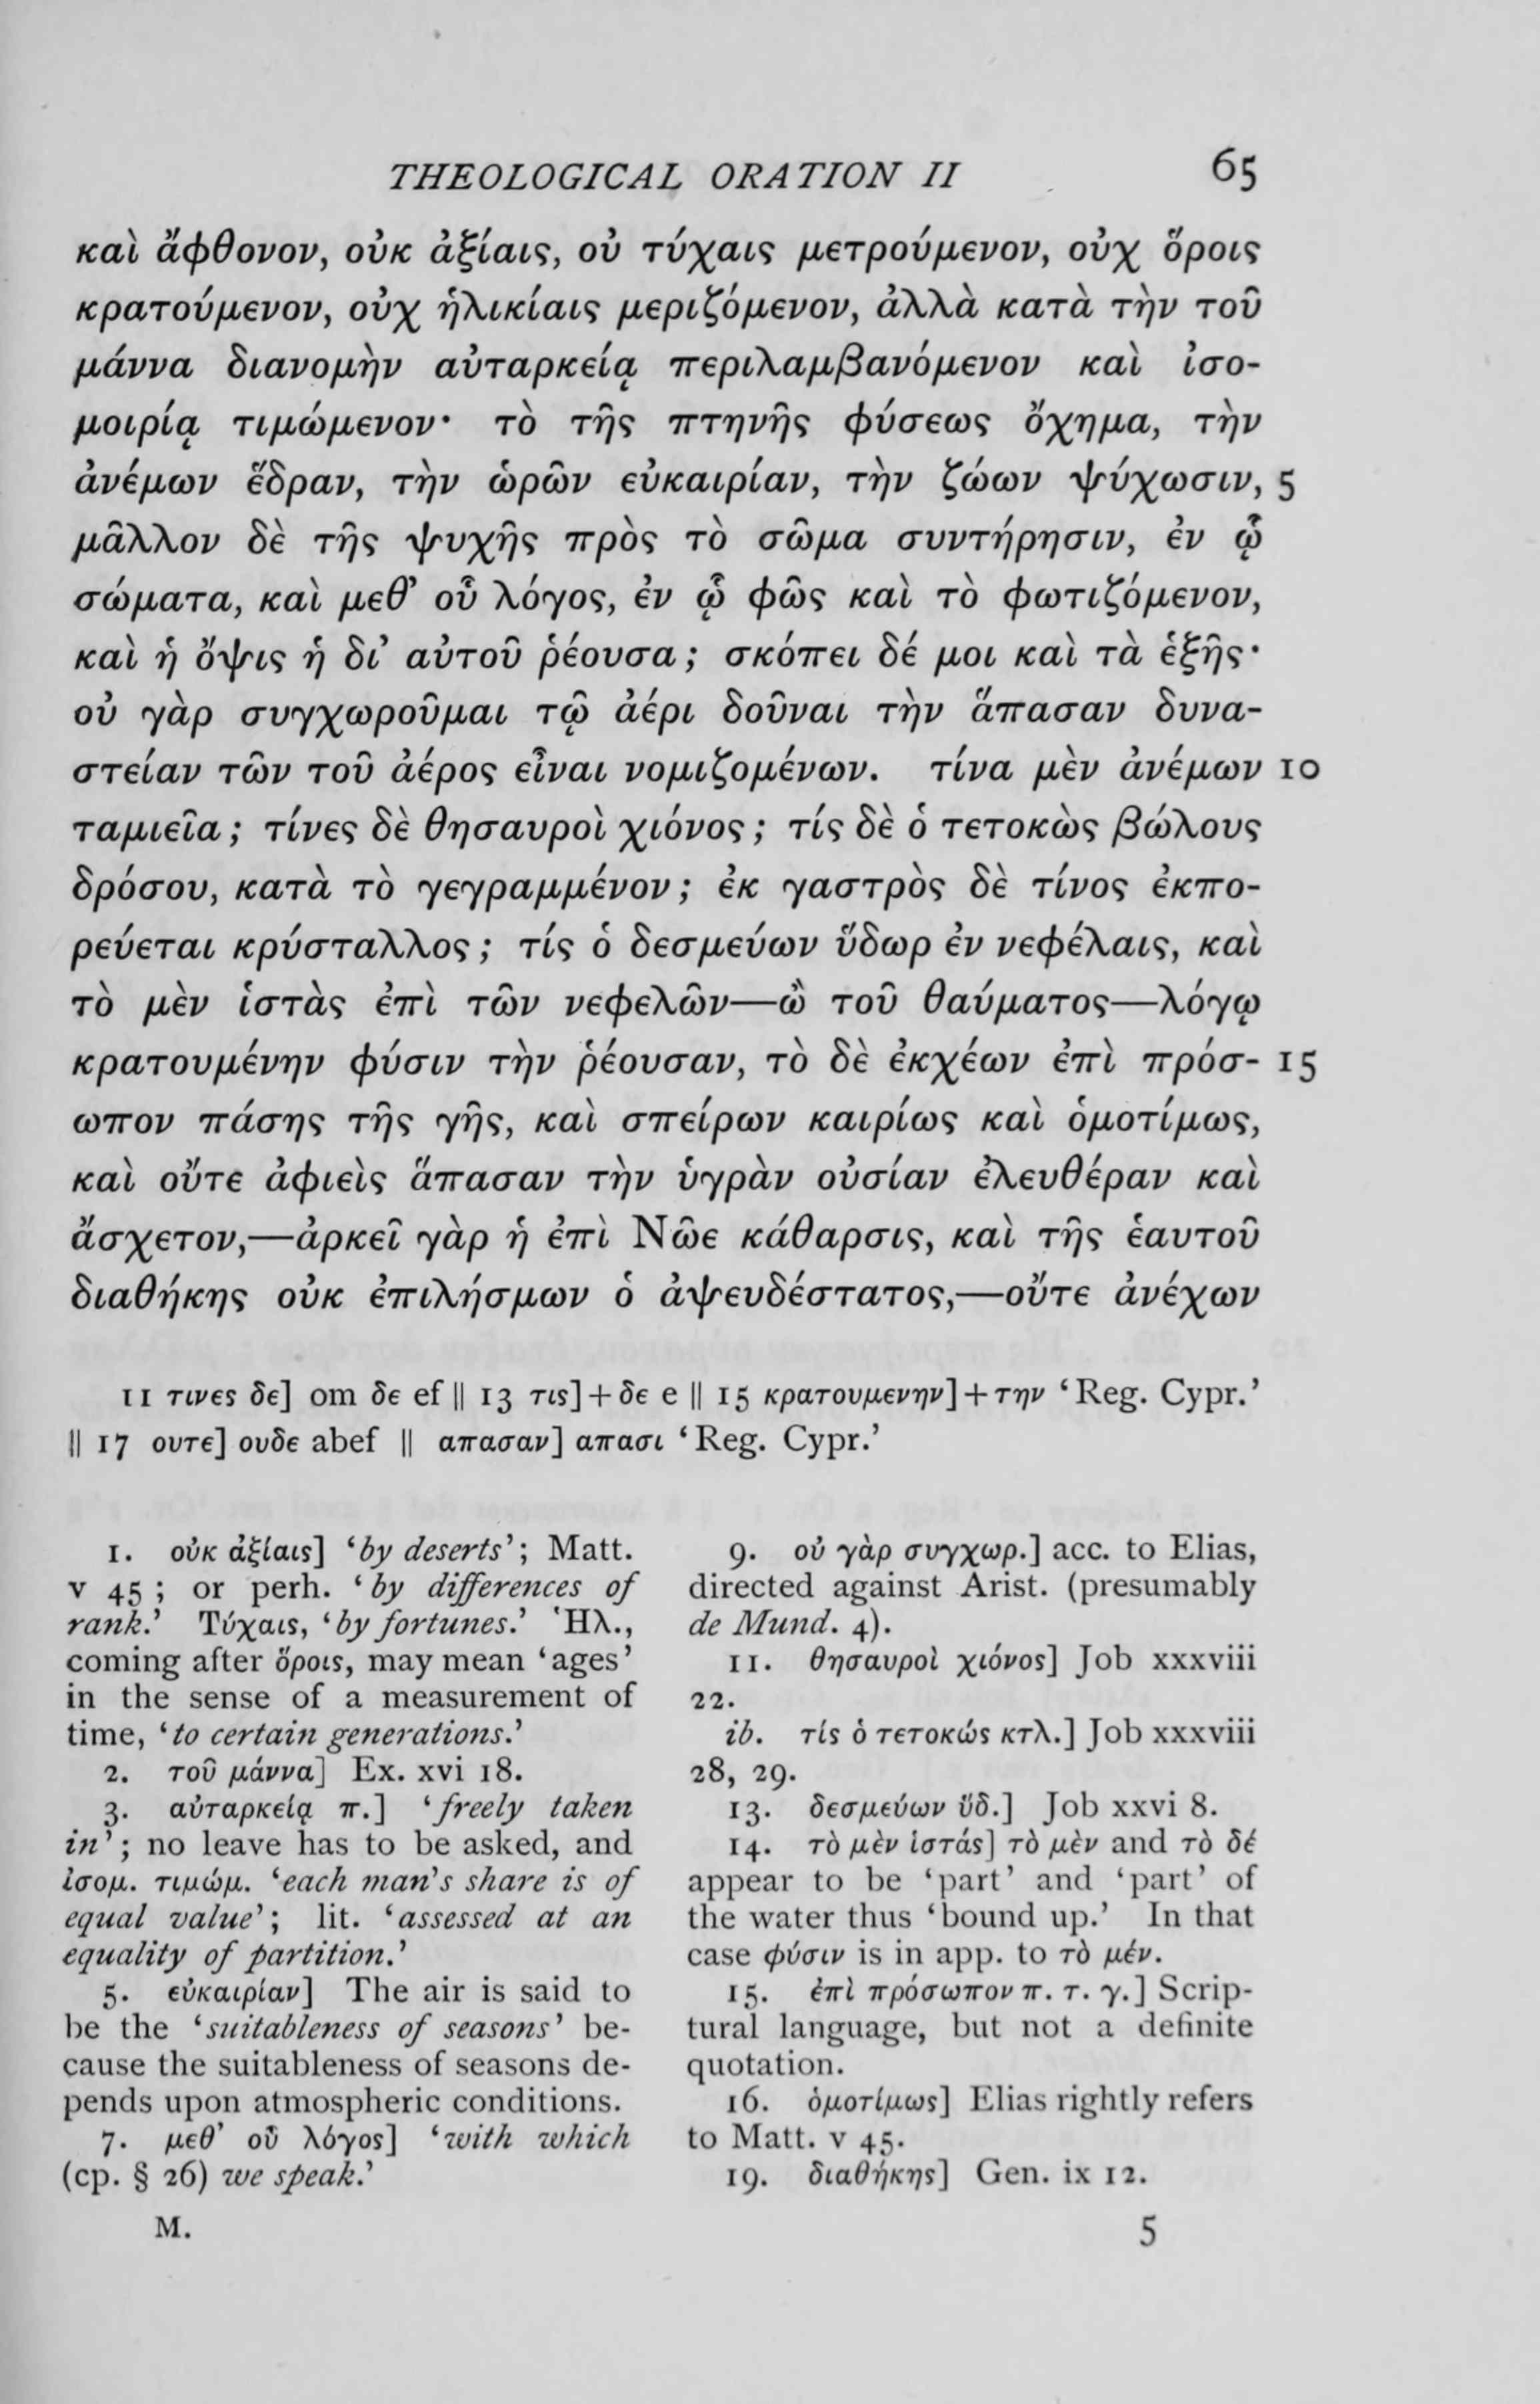 THEOLOGICAL ORATION II 65
καὶ ἄφθονον, οὐκ ἀξίαις, οὐ τύχαις μετρούμενον, οὐχ ὅροις
κρατούμενον, οὐχ ἡλικίαις μεριζόμενον, ἀλλὰ κατὰ τὴν τοῦ
μάννα διανομὴν αὐταρκείᾳ περιλαμβανόμενον καὶ ἰσο-
μοιρίᾳ τιμώμενον· τὸ τῆς πτηνῆς φύσεως ὄχημα, τὴν
ἀνέμων ἕδραν, τὴν ὡρῶν εὐκαιρίαν, τὴν ζώων ψύχωσιν, 5
μᾶλλον δὲ τῆς ψυχῆς πρὸς τὸ σῶμα συντήρησιν, ἐν ᾧ
σώματα, καὶ μεθ’ οὗ λόγος, ἐν ᾧ φῶς καὶ τὸ φωτιζόμενον,
καὶ ἡ ὄψις ἡ δι’ αὐτοῦ ῥέουσα; σκόπει δέ μοι καὶ τὰ ἑξῆς·
οὐ γὰρ συγχωροῦμαι τῷ ἀέρι δοῦναι τὴν ἅπασαν δυνα-
στείαν τῶν τοῦ ἀέρος εἶναι νομιζομένων. τίνα μὲν ἀνέμων 10
ταμιεῖα; τίνες δὲ θησαυροὶ χιόνος; τίς δὲ ὁ τετοκὼς βώλους
δρόσου, κατὰ τὸ γεγραμμένον; ἐκ γαστρὸς δὲ τίνος ἐκπο-
ρεύεται κρύσταλλος; τίς ὁ δεσμεύων ὕδωρ ἐν νεφέλαις, καὶ
τὸ μὲν ἱστὰς ἐπὶ τῶν νεφελῶν—ὢ τοῦ θαύματος—λόγῳ
κρατουμένην φύσιν τὴν ῥέουσαν, τὸ δὲ ἐκχέων ἐπὶ πρόσ- 15
ωπον πάσης τῆς γῆς, καὶ σπείρων καιρίως καὶ ὁμοτίμως,
καὶ οὔτε ἀφιεὶς ἅπασαν τὴν ὑγρὰν οὐσίαν ἐλευθέραν καὶ
ἄσχετον,—ἀρκεῖ γὰρ ἡ ἐπὶ Νῶε κάθαρσις, καὶ τῆς ἑαυτοῦ
διαθήκης οὐκ ἐπιλήσμων ὁ ἀψευδέστατος,—οὔτε ἀνέχων
11 τινες δε] om δε ef || 13 τις]+δε e || 15 κρατουμενην]+την ‘Reg. Cypr.’
|| 17 ουτε] ουδε abef || απασαν] απασι ‘Reg. Cypr.’
1. οὐκ ἀξίαις] ‘by deserts’; Matt.
v 45; or perh. ‘by differences of
rank.’ Τύχαις, ‘by fortunes.’ Ἡλ.,
coming after ὅροις, may mean ‘ages’
in the sense of a measurement of
time, ‘to certain generations.’
2. τοῦ μάννα] Ex. xvi 18.
3. αὐταρκείᾳ π.] ‘freely taken
in’; no leave has to be asked, and
ἰσομ. τιμώμ. ‘each man's share is of
equal value’; lit. ‘assessed at an
equality of partition.’
5. εὐκαιρίαν] The air is said to
be the ‘suitableness of seasons’ be-
cause the suitableness of seasons de-
pends upon atmospheric conditions.
7. μεθ’ οὗ λόγος] ‘with which
(cp. § 26) we speak.’
9. οὐ γὰρ συγχωρ.] acc. to Elias,
directed against Arist. (presumably
de Mund. 4).
11. θησαυροὶ χιόνος] Job xxxviii
22.
ib. τίς ὁ τετοκώς κτλ.] Job xxxviii
28, 29.
13. δεσμεύων ὕδ.] Job xxvi 8.
14. τὸ μὲν ἱστάς] τὸ μὲν and τὸ δέ
appear to be ‘part’ and ‘part’ of
the water thus ‘bound up.’ In that
case φύσιν is in app. to τὸ μέν.
15. ἐπὶ πρόσωπον π. τ. γ.] Scrip-
tural language, but not a definite
quotation.
16. ὁμοτίμως] Elias rightly refers
to Matt. v 45.
19. διαθήκης] Gen. ix 12.
M. 5